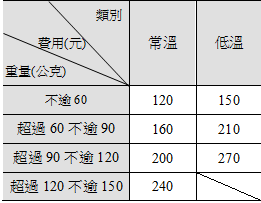 類別
費用(元)
重量(公克)
常溫 低溫
不逾 60 120 150
超過 60 不逾 90 160 210
超過 90 不逾 120 200 270
超過 120 不逾 150 240